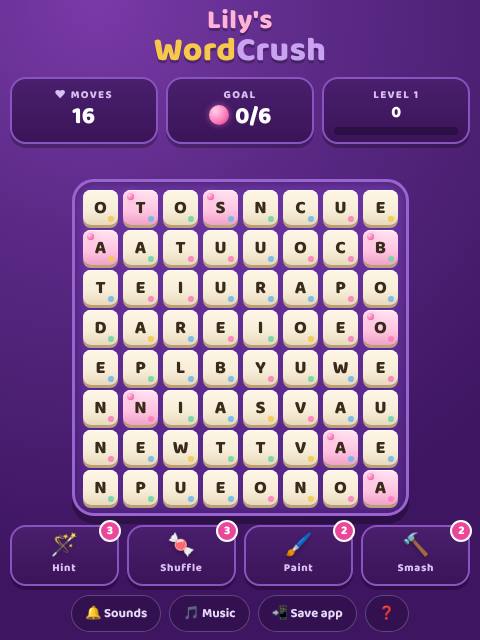 Lily's
WordCrush
♥ MOVES
16
GOAL
0/6
LEVEL 1
0
O T O S N C U E
A A T U U O C B
T E I U R A P O
D A R E I O E O
E P L B Y U W E
N N I A S V A U
N E W T T V A E
N P U E O N O A
3
3
2
2
Hint
Shuffle
Paint
Smash
Sounds
Music
Save app
?